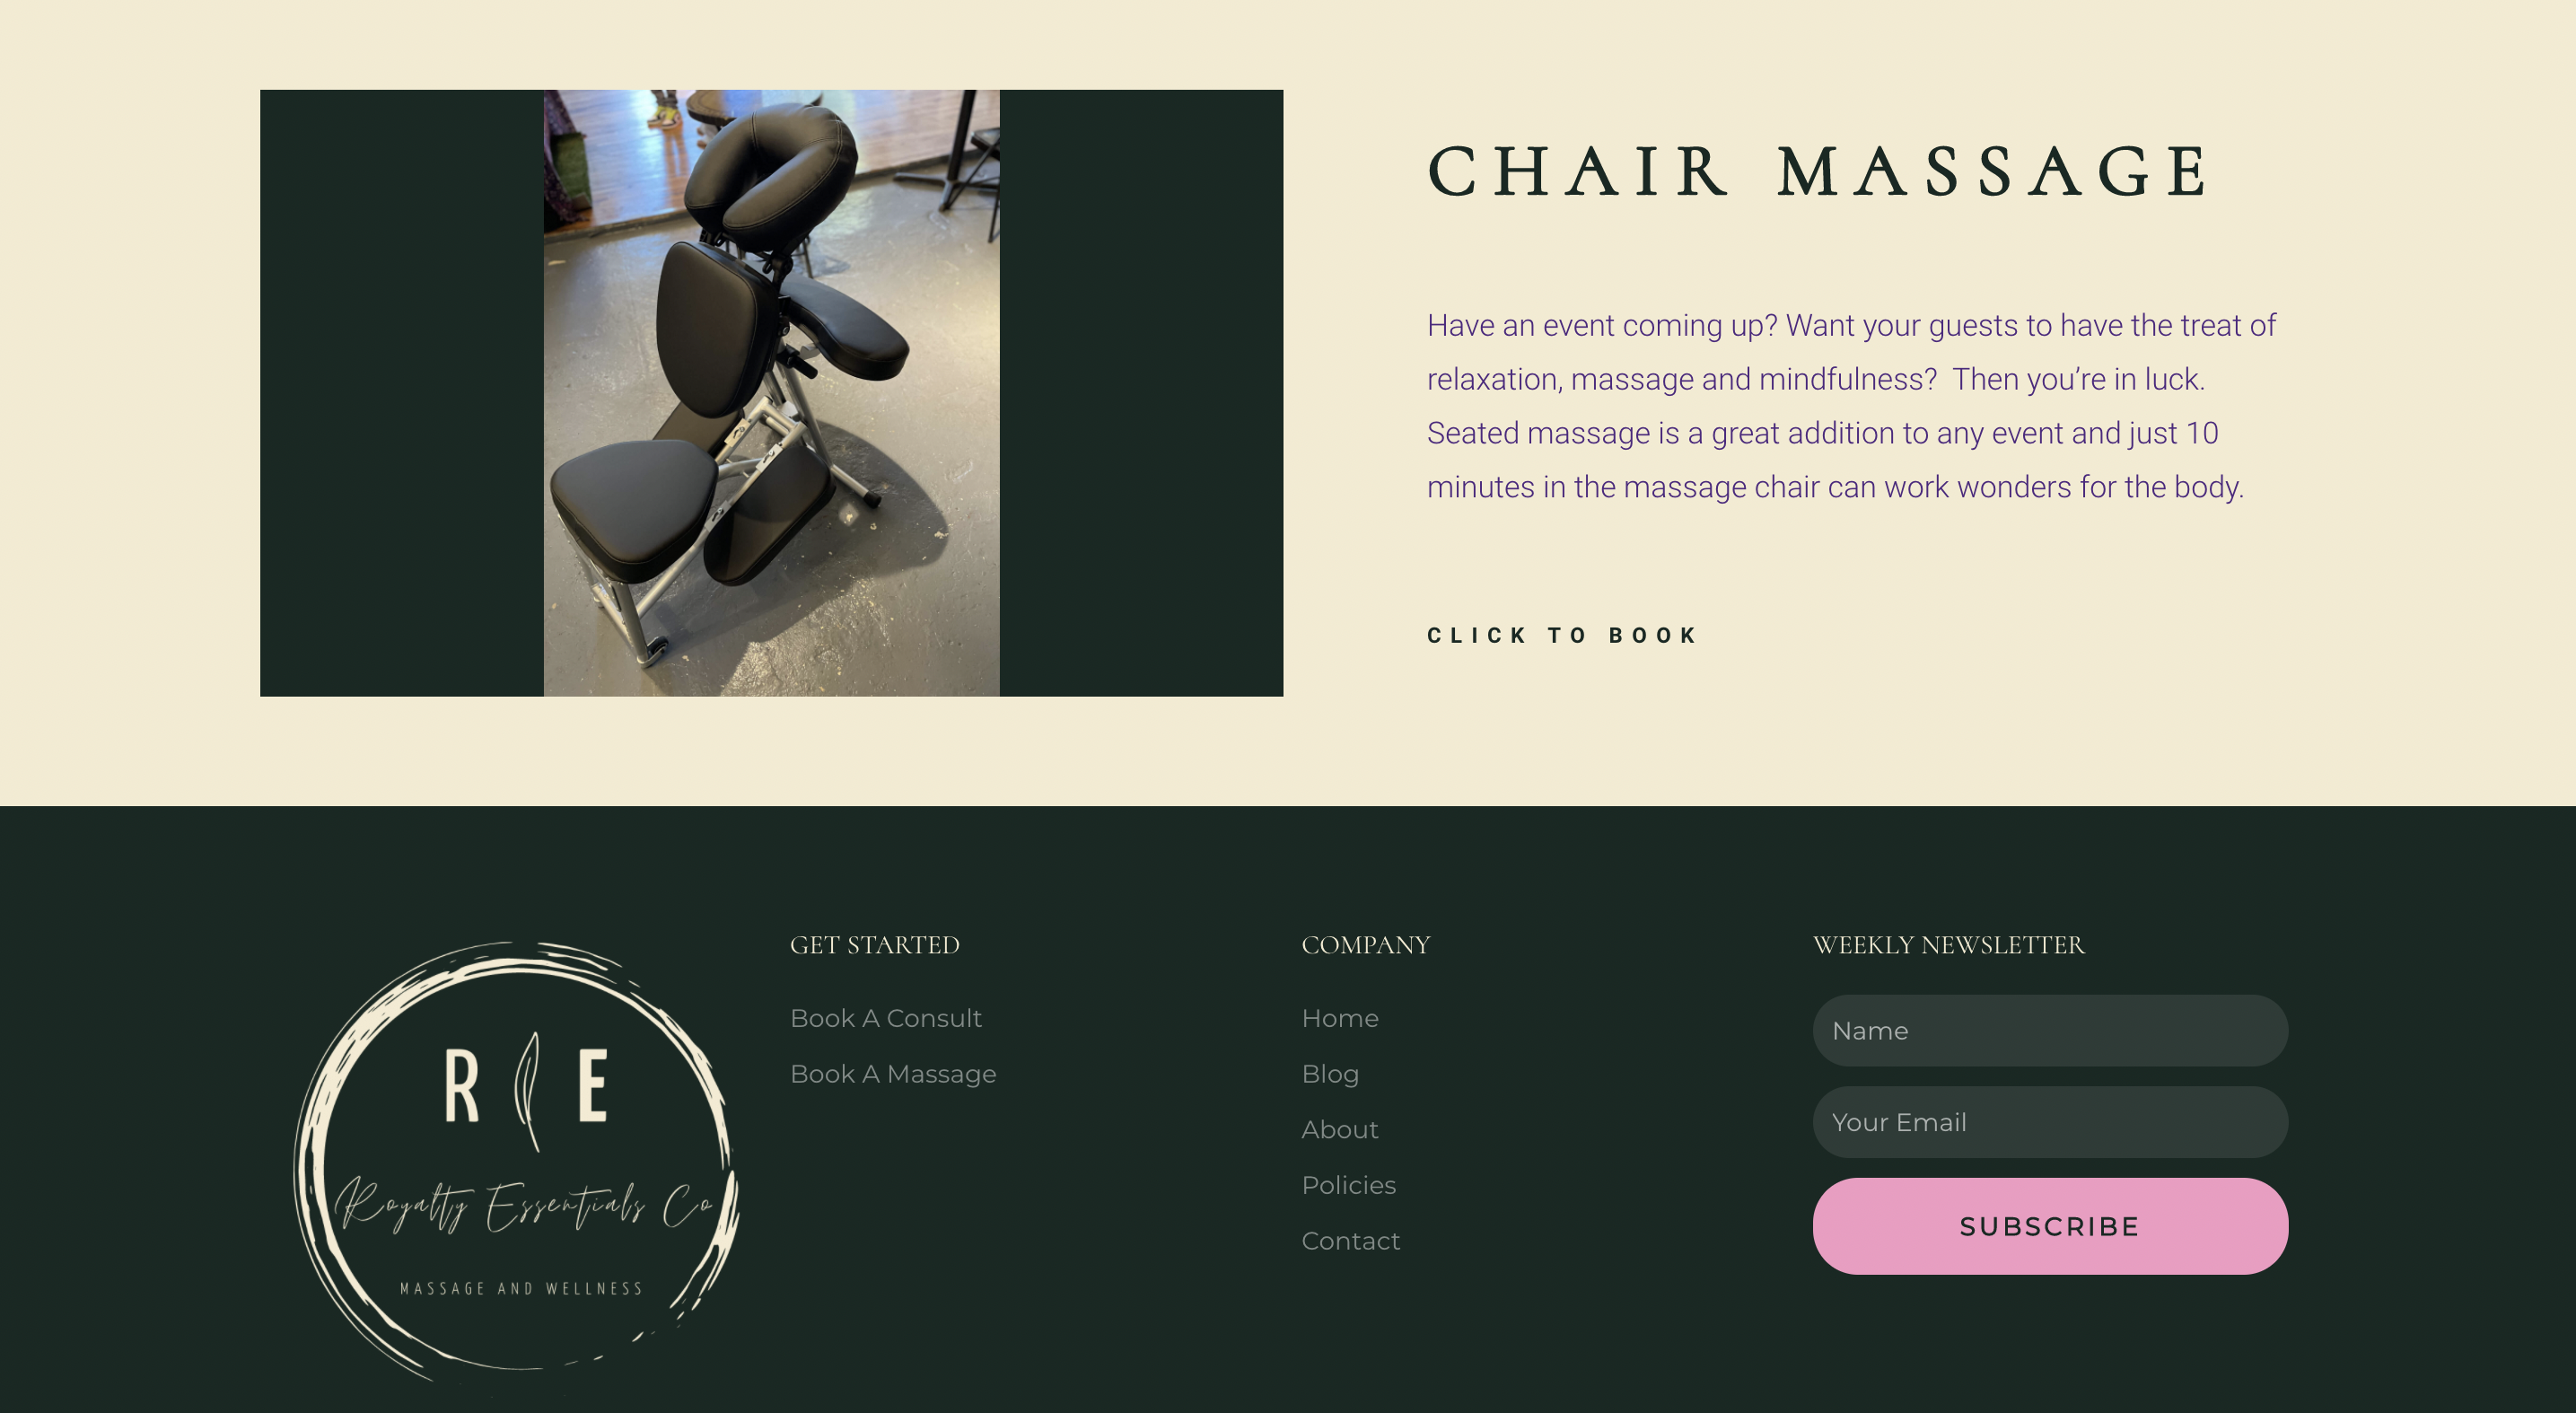 CHAIR MASSAGE
Have an event coming up? Want your guests to have the treat of
relaxation, massage and mindfulness?  Then you’re in luck.
Seated massage is a great addition to any event and just 10
minutes in the massage chair can work wonders for the body.
CLICK TO BOOK
R E
Royalty Essentials Co
MASSAGE AND WELLNESS
GET STARTED
Book A Consult
Book A Massage
COMPANY
Home
Blog
About
Policies
Contact
WEEKLY NEWSLETTER
Name
Your Email
SUBSCRIBE